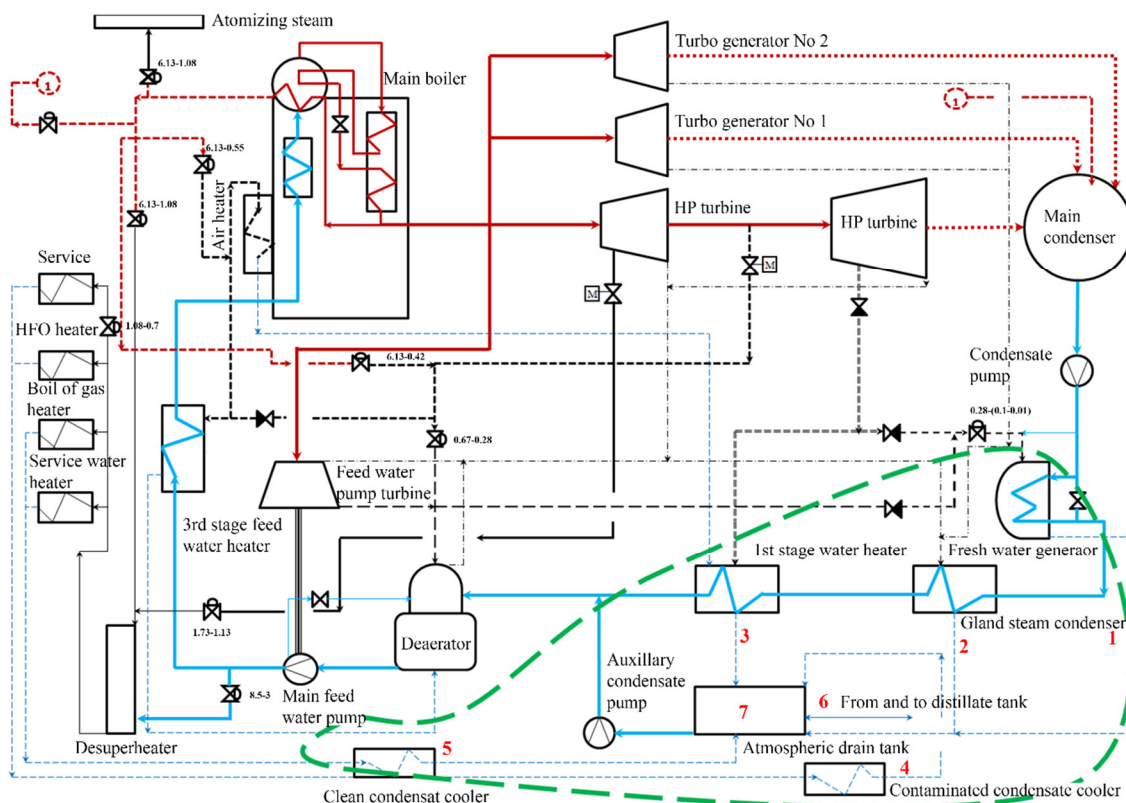 Atomizing steam
6.13-1.08
1
Main boiler
Turbo generator No 2
1
Turbo generator No 1
6.13-0.55
Air heater
6.13-1.08
HP turbine
HP turbine
Main
condenser
Service
M
M
HFO heater
1.08-0.7
6.13-0.42
Condensate
pump
Boil of gas
heater
0.28-(0.1-0.01)
0.67-0.28
Service water
heater
Feed water
pump turbine
3rd stage feed
water heater
1st stage water heater
Fresh water generaor
1.73-1.13
Deaerator
Gland steam condenser
1
3
2
Auxillary
condensate
pump
8.5-3
Main feed
water pump
7
6
From and to distillate tank
Desuperheater
5
Atmospheric drain tank
4
Clean condensat cooler
Contaminated condensate cooler